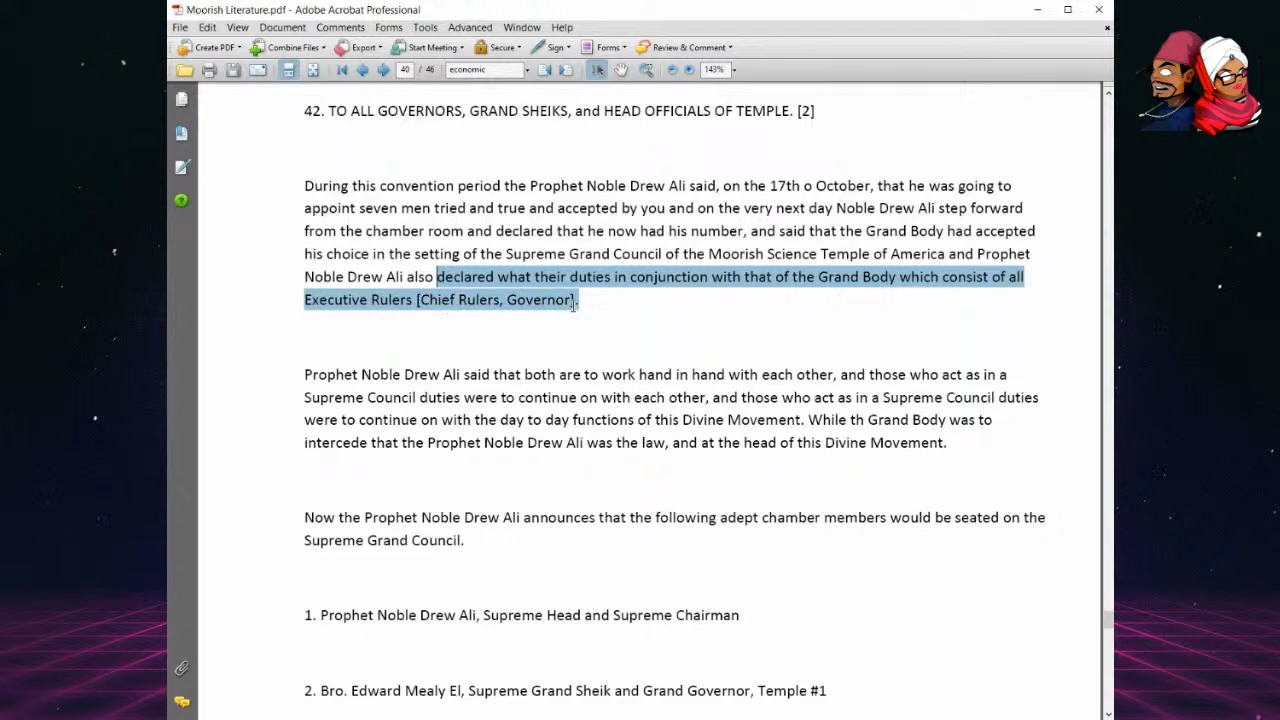 Moorish Literature.pdf - Adobe Acrobat Professional
File Edit View Document Comments Forms Tools Advanced Window Help
Create PDF Combine Files Export Start Meeting Secure Sign Forms Review & Comment
40 / 46 economic 143%
42. TO ALL GOVERNORS, GRAND SHEIKS, and HEAD OFFICIALS OF TEMPLE. [2]
During this convention period the Prophet Noble Drew Ali said, on the 17th o October, that he was going to
appoint seven men tried and true and accepted by you and on the very next day Noble Drew Ali step forward
from the chamber room and declared that he now had his number, and said that the Grand Body had accepted
his choice in the setting of the Supreme Grand Council of the Moorish Science Temple of America and Prophet
Noble Drew Ali also declared what their duties in conjunction with that of the Grand Body which consist of all
Executive Rulers [Chief Rulers, Governor].
Prophet Noble Drew Ali said that both are to work hand in hand with each other, and those who act as in a
Supreme Council duties were to continue on with each other, and those who act as in a Supreme Council duties
were to continue on with the day to day functions of this Divine Movement. While th Grand Body was to
intercede that the Prophet Noble Drew Ali was the law, and at the head of this Divine Movement.
Now the Prophet Noble Drew Ali announces that the following adept chamber members would be seated on the
Supreme Grand Council.
1. Prophet Noble Drew Ali, Supreme Head and Supreme Chairman
2. Bro. Edward Mealy El, Supreme Grand Sheik and Grand Governor, Temple #1